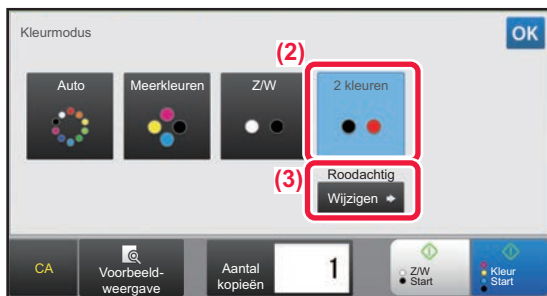 Kleurmodus
OK
(2)
Auto
Meerkleuren
Z/W
2 kleuren
(3)
Roodachtig
Wijzigen
CA
Voorbeeld-
weergave
Aantal
kopieën
1
Z/W
Start
Kleur
Start